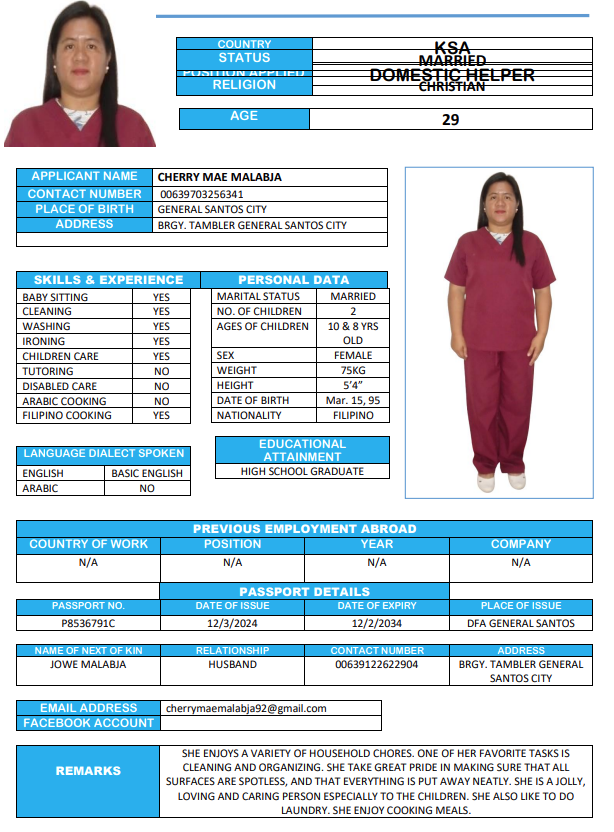 COUNTRY KSA
STATUS MARRIED
POSITION APPLIED DOMESTIC HELPER
RELIGION CHRISTIAN
AGE 29
APPLICANT NAME CHERRY MAE MALABJA
CONTACT NUMBER 00639703256341
PLACE OF BIRTH GENERAL SANTOS CITY
ADDRESS BRGY. TAMBLER GENERAL SANTOS CITY
SKILLS & EXPERIENCE PERSONAL DATA
BABY SITTING YES MARITAL STATUS MARRIED
CLEANING YES NO. OF CHILDREN 2
WASHING YES AGES OF CHILDREN 10 & 8 YRS
IRONING YES OLD
CHILDREN CARE YES SEX FEMALE
TUTORING NO WEIGHT 75KG
DISABLED CARE NO HEIGHT 5’4”
ARABIC COOKING NO DATE OF BIRTH Mar. 15, 95
FILIPINO COOKING YES NATIONALITY FILIPINO
LANGUAGE DIALECT SPOKEN
ENGLISH BASIC ENGLISH
ARABIC NO
EDUCATIONAL
ATTAINMENT
HIGH SCHOOL GRADUATE
PREVIOUS EMPLOYMENT ABROAD
COUNTRY OF WORK POSITION YEAR COMPANY
N/A N/A N/A N/A
PASSPORT DETAILS
PASSPORT NO. DATE OF ISSUE DATE OF EXPIRY PLACE OF ISSUE
P8536791C 12/3/2024 12/2/2034 DFA GENERAL SANTOS
NAME OF NEXT OF KIN RELATIONSHIP CONTACT NUMBER ADDRESS
JOWE MALABJA HUSBAND 00639122622904 BRGY. TAMBLER GENERAL
SANTOS CITY
EMAIL ADDRESS cherrymaemalabja92@gmail.com
FACEBOOK ACCOUNT
REMARKS
SHE ENJOYS A VARIETY OF HOUSEHOLD CHORES. ONE OF HER FAVORITE TASKS IS
CLEANING AND ORGANIZING. SHE TAKE GREAT PRIDE IN MAKING SURE THAT ALL
SURFACES ARE SPOTLESS, AND THAT EVERYTHING IS PUT AWAY NEATLY. SHE IS A JOLLY,
LOVING AND CARING PERSON ESPECIALLY TO THE CHILDREN. SHE ALSO LIKE TO DO
LAUNDRY. SHE ENJOY COOKING MEALS.